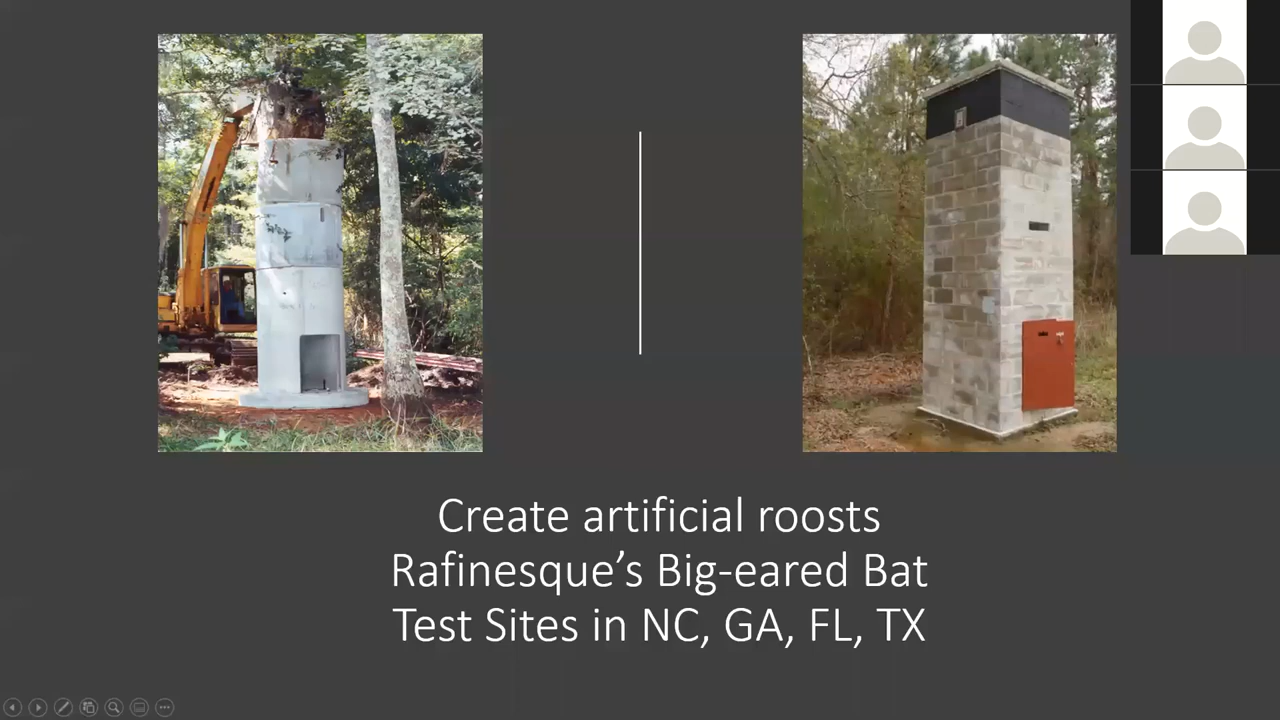 Create artificial roosts
Rafinesque’s Big-eared Bat
Test Sites in NC, GA, FL, TX